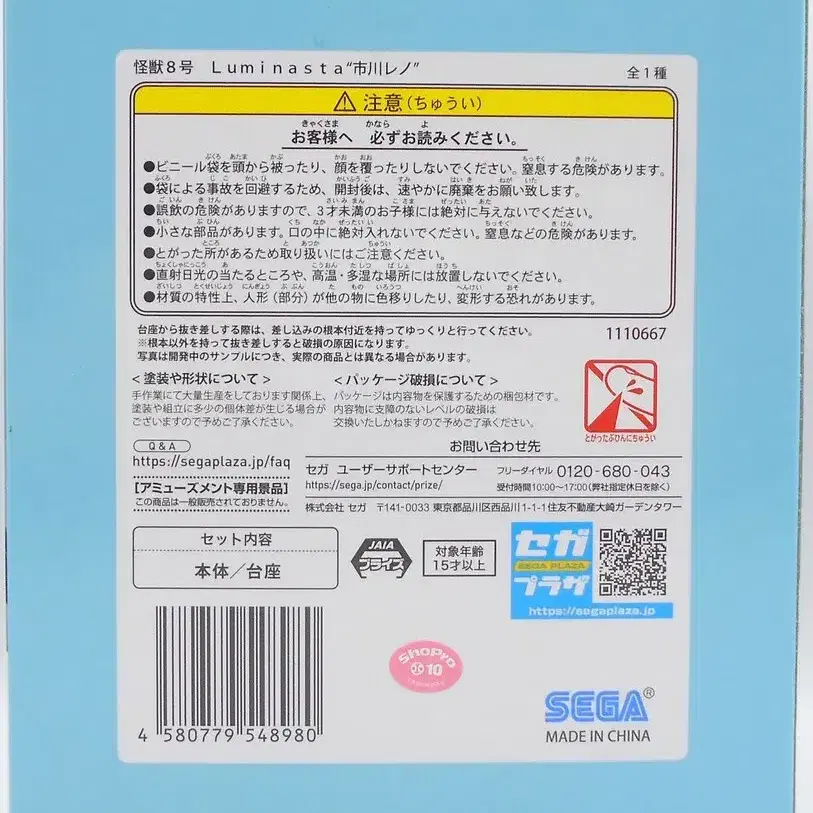 怪獣8号 Luminasta“市川レノ”
全1種
⚠ 注意(ちゅうい)
お客様へ 必ずお読みください。
●ビニール袋を頭から被ったり、顔を覆ったりしないでください。窒息する危険があります。
●袋による事故を回避するため、開封後は、速やかに廃棄をお願い致します。
●誤飲の危険がありますので、3才未満のお子様には絶対に与えないでください。
●小さな部品があります。口の中に絶対入れないでください。窒息などの危険があります。
●とがった所があるため取り扱いにはご注意ください。
●直射日光の当たるところや、高温・多湿な場所には放置しないでください。
●材質の特性上、人形(部分)が他の物に色移りしたり、変形する恐れがあります。
台座から抜き差しする際は、差し込みの根本付近を持ってゆっくりと行ってください。
※根本以外を持って抜き差しすると破損の原因になります。
写真は開発中のサンプルにつき、実際の商品とは異なる場合があります。
1110667
<塗装や形状について>
手作業にて大量生産をしております関係上、
塗装や組立に多少の個体差が生じる場合が
ございますので予めご了承ください。
<パッケージ破損について>
パッケージは内容物を保護するための梱包材です。
内容物に支障のないレベルの破損は
交換いたしかねますので予めご了承ください。
とがったぶひんにちゅうい
Q&A
https://segaplaza.jp/faq
【アミューズメント専用景品】
この商品は一般販売されておりません。
お問い合わせ先
セガ ユーザーサポートセンター
https://sega.jp/contact/prize/
フリーダイヤル 0120-680-043
受付時間10:00~17:00(弊社指定休日を除く)
株式会社 セガ 〒141-0033 東京都品川区西品川1-1-1住友不動産大崎ガーデンタワー
セット内容
本体/台座
JAIA
プライズ
対象年齢
15才以上
セガ
SEGA PLAZA
プラザ
https://segaplaza.jp
4 580779 548980
ShoPro
10
SEGA®
MADE IN CHINA